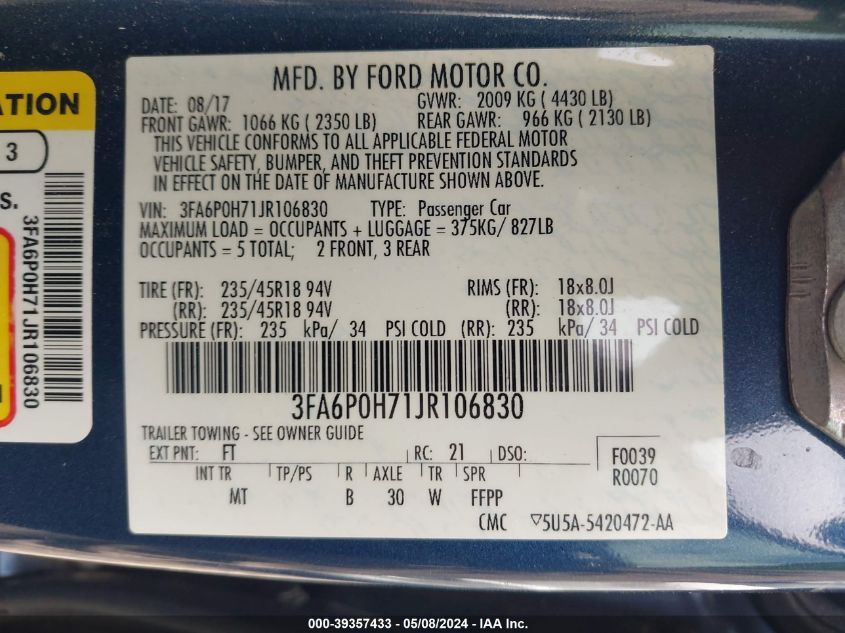 ATION
3
S.
3FA6P0H71JR106830
MFD. BY FORD MOTOR CO.
DATE: 08/17 GVWR: 2009 KG ( 4430 LB)
FRONT GAWR: 1066 KG ( 2350 LB) REAR GAWR: 966 KG ( 2130 LB)
THIS VEHICLE CONFORMS TO ALL APPLICABLE FEDERAL MOTOR
VEHICLE SAFETY, BUMPER, AND THEFT PREVENTION STANDARDS
IN EFFECT ON THE DATE OF MANUFACTURE SHOWN ABOVE.
VIN: 3FA6P0H71JR106830 TYPE: Passenger Car
MAXIMUM LOAD = OCCUPANTS + LUGGAGE = 375KG/ 827LB
OCCUPANTS = 5 TOTAL; 2 FRONT, 3 REAR
TIRE (FR): 235/45R18 94V RIMS (FR): 18x8.0J
(RR): 235/45R18 94V (RR): 18x8.0J
PRESSURE (FR): 235 kPa/ 34 PSI COLD (RR): 235 kPa/ 34 PSI COLD
3FA6P0H71JR106830
TRAILER TOWING - SEE OWNER GUIDE
EXT PNT: FT RC: 21 DSO: F0039
INT TR TP/PS R AXLE TR SPR R0070
MT B 30 W FFPP
CMC ▽5U5A-5420472-AA
000-39357433 - 05/08/2024 - IAA Inc.